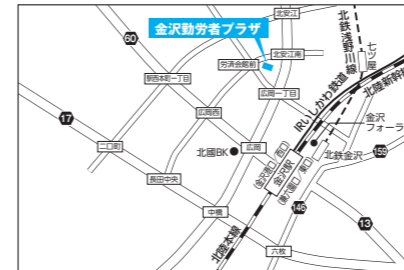 北安江
金沢勤労者プラザ
60
北安江南
労済会館前
駅西本町一丁目
広岡一丁目
北鉄浅野川線
七ツ屋
北陸新幹線
IRいしかわ鉄道
広岡西
17
金沢
フォーラス
北國BK
広岡
二口町
西口
(金沢港口)
金沢駅
東口
(兼六園口)
北鉄金沢
159
長田中央
中橋
146
13
北陸本線
六枚